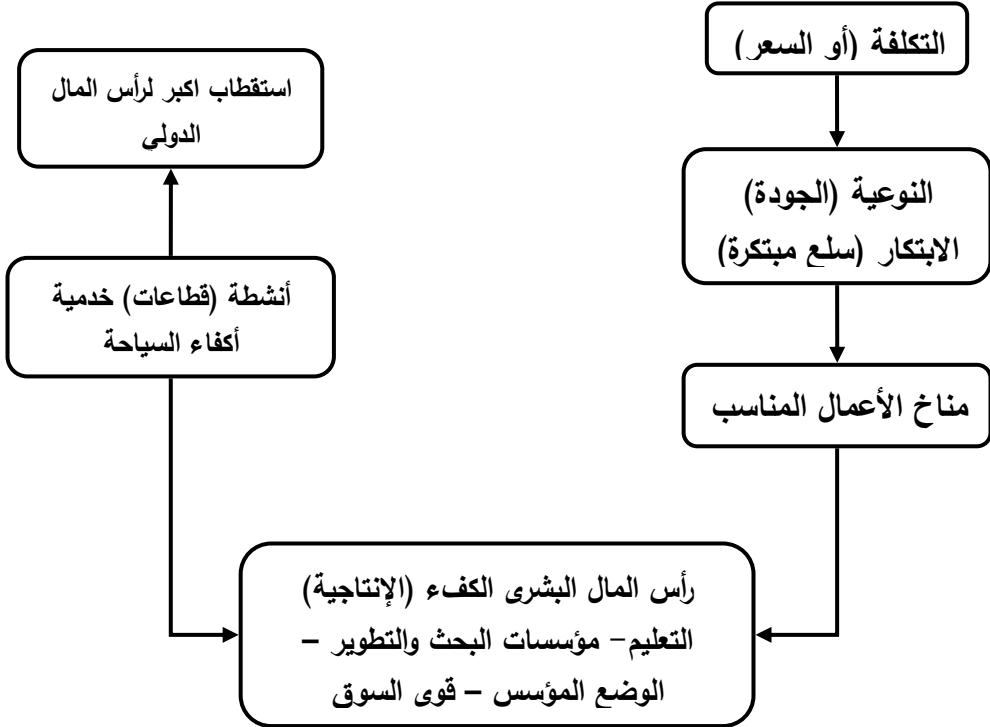 التكلفة (أو السعر)
النوعية (الجودة)
الابتكار (سلع مبتكرة)
مناخ الأعمال المناسب
رأس المال البشرى الكفء (الإنتاجية)
التعليم– مؤسسات البحث والتطوير –
الوضع المؤسس – قوى السوق
أنشطة (قطاعات) خدمية
أكفاء السياحة
استقطاب اكبر لرأس المال
الدولي